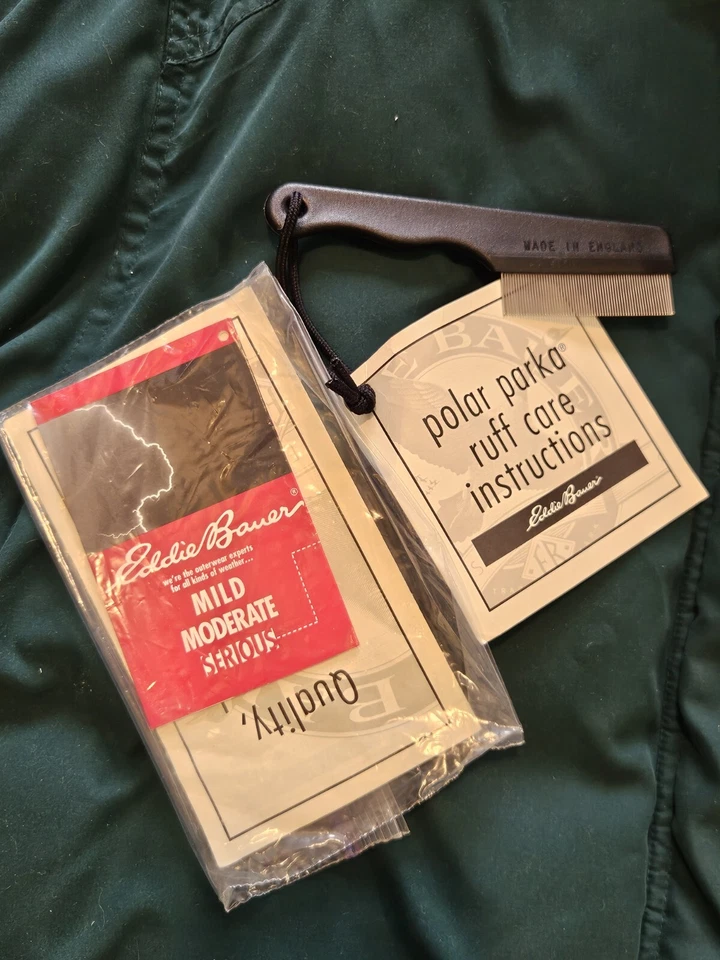 MADE IN ENGLAND
polar parka®
ruff care
instructions
Eddie Bauer
Eddie Bauer®
we're the outerwear experts
for all kinds of weather...
MILD
MODERATE
SERIOUS
Quality,